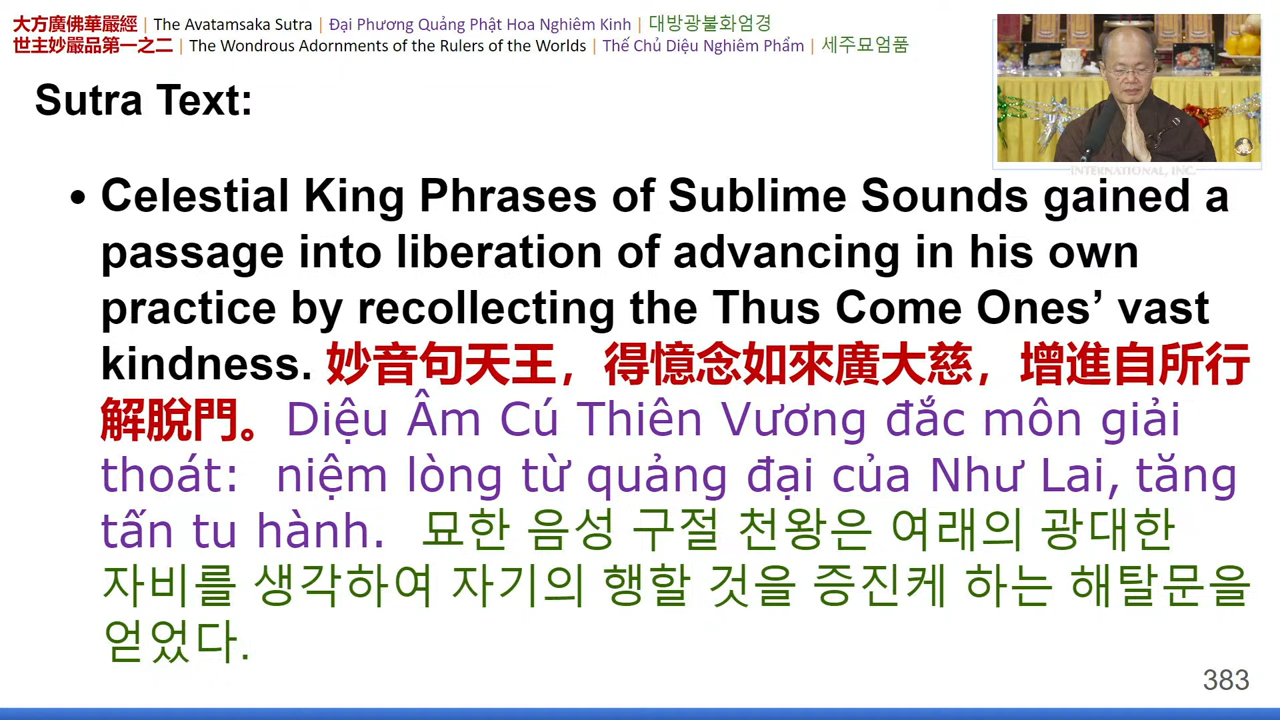 大方廣佛華嚴經 | The Avatamsaka Sutra | Đại Phương Quảng Phật Hoa Nghiêm Kinh | 대방광불화엄경
世主妙嚴品第一之二 | The Wondrous Adornments of the Rulers of the Worlds | Thế Chủ Diệu Nghiêm Phẩm | 세주묘엄품
Sutra Text:
• Celestial King Phrases of Sublime Sounds gained a
passage into liberation of advancing in his own
practice by recollecting the Thus Come Ones’ vast
kindness. 妙音句天王，得憶念如來廣大慈，增進自所行
解脫門。Diệu Âm Cú Thiên Vương đắc môn giải
thoát: niệm lòng từ quảng đại của Như Lai, tăng
tấn tu hành. 묘한 음성 구절 천왕은 여래의 광대한
자비를 생각하여 자기의 행할 것을 증진케 하는 해탈문을
얻었다.
INTERNATIONAL, INC.
383